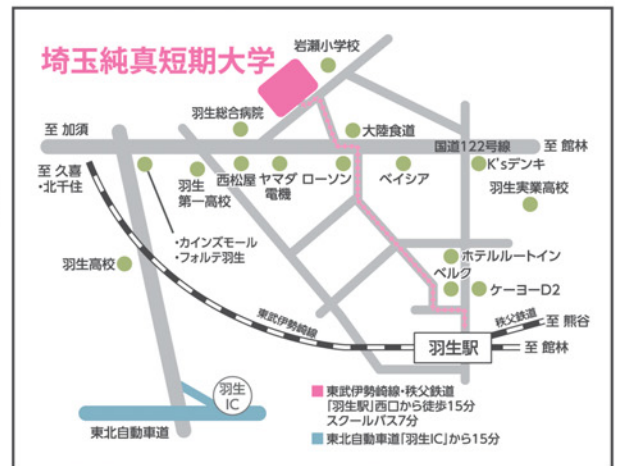 埼玉純真短期大学
岩瀬小学校
羽生総合病院
大陸食道
至 加須
国道122号線
至 館林
至 久喜
・北千住
羽生
第一高校
西松屋
ヤマダ
電機
ローソン
ベイシア
K'sデンキ
羽生実業高校
・カインズモール
・フォルテ羽生
羽生高校
ホテルルートイン
ベルク
ケーヨーD2
東武伊勢崎線
秩父鉄道
至 熊谷
羽生駅
至 館林
羽生
IC
東北自動車道
東武伊勢崎線・秩父鉄道
「羽生駅」西口から徒歩15分
スクールバス7分
東北自動車道「羽生IC」から15分